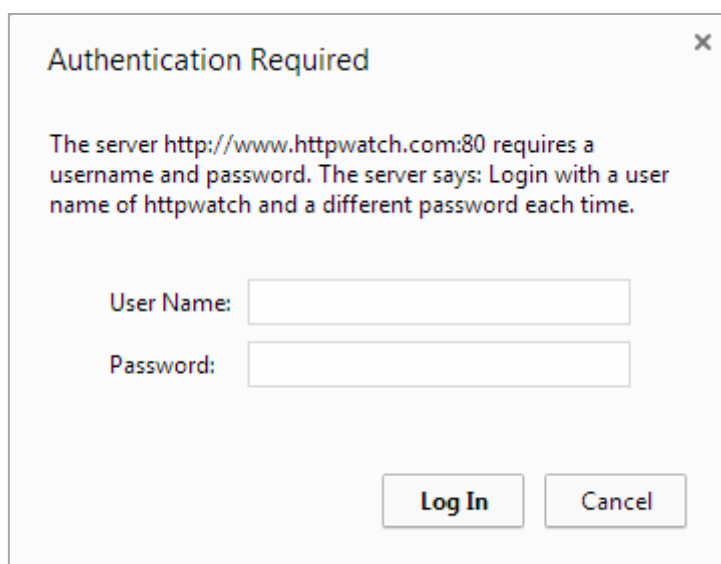 Authentication Required
The server http://www.httpwatch.com:80 requires a
username and password. The server says: Login with a user
name of httpwatch and a different password each time.
User Name:
Password:
Log In
Cancel